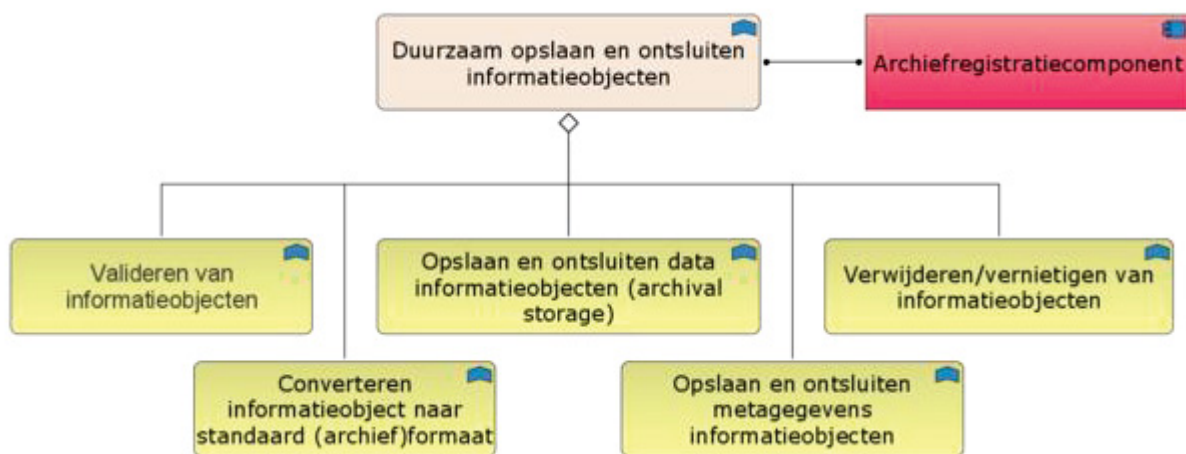 Duurzaam opslaan en ontsluiten
informatieobjecten
Archiefregistratiecomponent
Valideren van
informatieobjecten
Opslaan en ontsluiten data
informatieobjecten (archival
storage)
Verwijderen/vernietigen van
informatieobjecten
Converteren
informatieobject naar
standaard (archief)formaat
Opslaan en ontsluiten
metagegevens
informatieobjecten